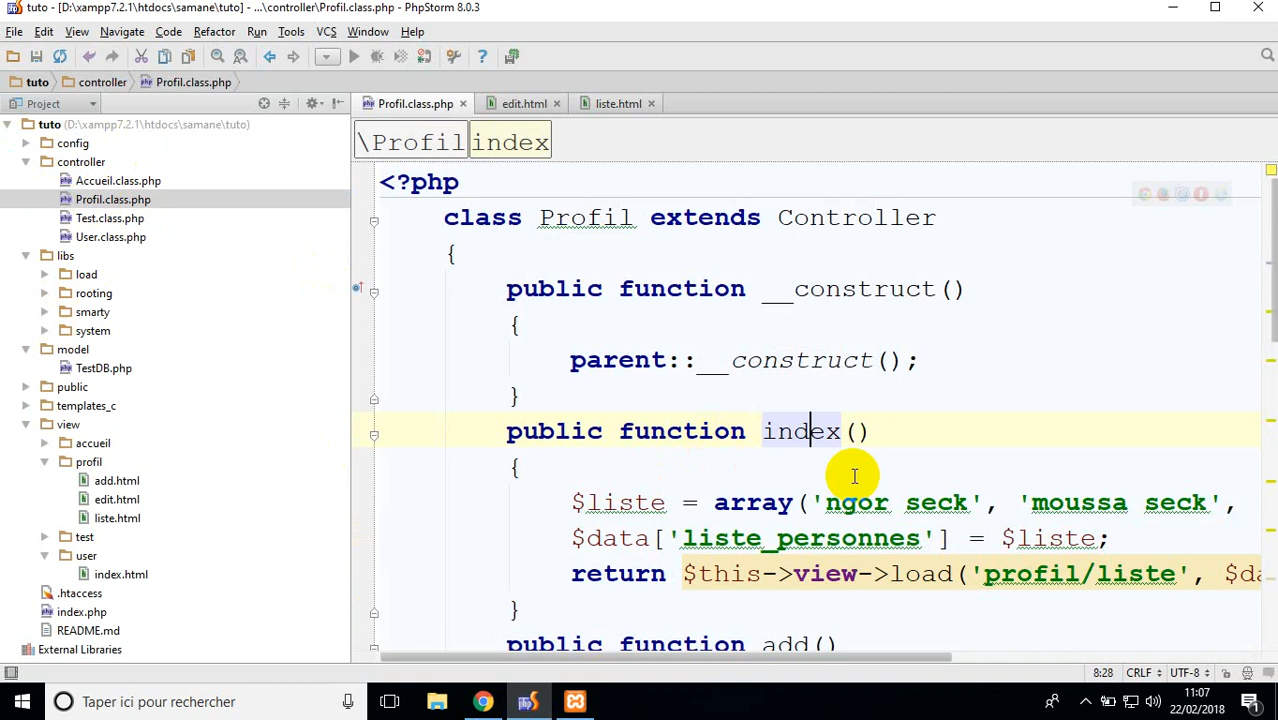 tuto - [D:\xampp7.2.1\htdocs\samane\tuto] - ...\controller\Profil.class.php - PhpStorm 8.0.3
File Edit View Navigate Code Refactor Run Tools VCS Window Help
tuto controller Profil.class.php
Project Profil.class.php edit.html liste.html
tuto (D:\xampp7.2.1\htdocs\samane\tuto)
config
controller
Accueil.class.php
Profil.class.php
Test.class.php
User.class.php
libs
load
rooting
smarty
system
model
TestDB.php
public
templates_c
view
accueil
profil
add.html
edit.html
liste.html
test
user
index.html
.htaccess
index.php
README.md
External Libraries
\Profil index
<?php
class Profil extends Controller
{
public function __construct()
{
parent::__construct();
}
public function index()
{
$liste = array('ngor seck', 'moussa seck',
$data['liste_personnes'] = $liste;
return $this->view->load('profil/liste', $da
}
public function add()
8:28 CRLF UTF-8
Taper ici pour rechercher
11:07
22/02/2018
1